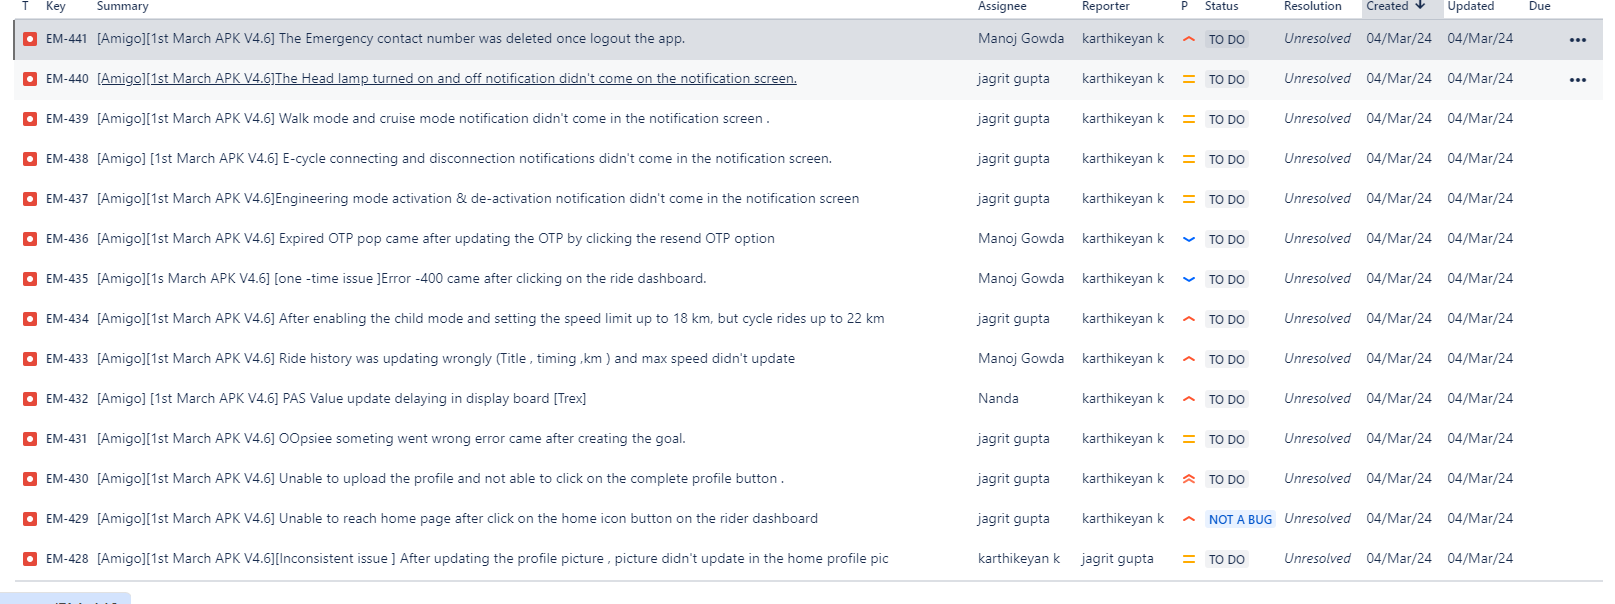 T Key Summary Assignee Reporter P Status Resolution Created Updated Due
EM-441 [Amigo][1st March APK V4.6] The Emergency contact number was deleted once logout the app. Manoj Gowda karthikeyan k TO DO Unresolved 04/Mar/24 04/Mar/24
EM-440 [Amigo][1st March APK V4.6]The Head lamp turned on and off notification didn't come on the notification screen. jagrit gupta karthikeyan k TO DO Unresolved 04/Mar/24 04/Mar/24
EM-439 [Amigo][1st March APK V4.6] Walk mode and cruise mode notification didn't come in the notification screen . jagrit gupta karthikeyan k TO DO Unresolved 04/Mar/24 04/Mar/24
EM-438 [Amigo] [1st March APK V4.6] E-cycle connecting and disconnection notifications didn't come in the notification screen. jagrit gupta karthikeyan k TO DO Unresolved 04/Mar/24 04/Mar/24
EM-437 [Amigo][1st March APK V4.6]Engineering mode activation & de-activation notification didn't come in the notification screen jagrit gupta karthikeyan k TO DO Unresolved 04/Mar/24 04/Mar/24
EM-436 [Amigo][1st March APK V4.6] Expired OTP pop came after updating the OTP by clicking the resend OTP option Manoj Gowda karthikeyan k TO DO Unresolved 04/Mar/24 04/Mar/24
EM-435 [Amigo][1s March APK V4.6] [one -time issue ]Error -400 came after clicking on the ride dashboard. Manoj Gowda karthikeyan k TO DO Unresolved 04/Mar/24 04/Mar/24
EM-434 [Amigo][1st March APK V4.6] After enabling the child mode and setting the speed limit up to 18 km, but cycle rides up to 22 km jagrit gupta karthikeyan k TO DO Unresolved 04/Mar/24 04/Mar/24
EM-433 [Amigo][1st March APK V4.6] Ride history was updating wrongly (Title , timing ,km ) and max speed didn't update Manoj Gowda karthikeyan k TO DO Unresolved 04/Mar/24 04/Mar/24
EM-432 [Amigo] [1st March APK V4.6] PAS Value update delaying in display board [Trex] Nanda karthikeyan k TO DO Unresolved 04/Mar/24 04/Mar/24
EM-431 [Amigo][1st March APK V4.6] OOpsiee someting went wrong error came after creating the goal. jagrit gupta karthikeyan k TO DO Unresolved 04/Mar/24 04/Mar/24
EM-430 [Amigo][1st March APK V4.6] Unable to upload the profile and not able to click on the complete profile button . jagrit gupta karthikeyan k TO DO Unresolved 04/Mar/24 04/Mar/24
EM-429 [Amigo][1st March APK V4.6] Unable to reach home page after click on the home icon button on the rider dashboard jagrit gupta karthikeyan k NOT A BUG Unresolved 04/Mar/24 04/Mar/24
EM-428 [Amigo][1st March APK V4.6][Inconsistent issue ] After updating the profile picture , picture didn't update in the home profile pic karthikeyan k jagrit gupta TO DO Unresolved 04/Mar/24 04/Mar/24